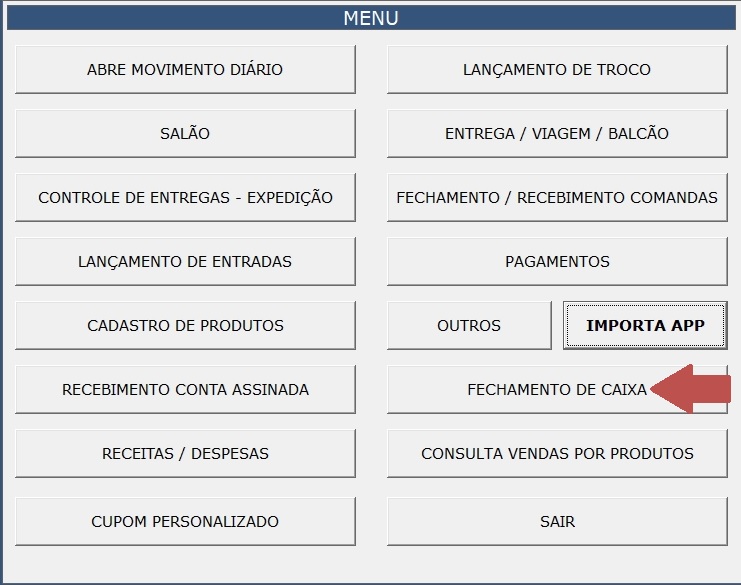 MENU
ABRE MOVIMENTO DIÁRIO
LANÇAMENTO DE TROCO
SALÃO
ENTREGA / VIAGEM / BALCÃO
CONTROLE DE ENTREGAS - EXPEDIÇÃO
FECHAMENTO / RECEBIMENTO COMANDAS
LANÇAMENTO DE ENTRADAS
PAGAMENTOS
CADASTRO DE PRODUTOS
OUTROS
IMPORTA APP
RECEBIMENTO CONTA ASSINADA
FECHAMENTO DE CAIXA
RECEITAS / DESPESAS
CONSULTA VENDAS POR PRODUTOS
CUPOM PERSONALIZADO
SAIR